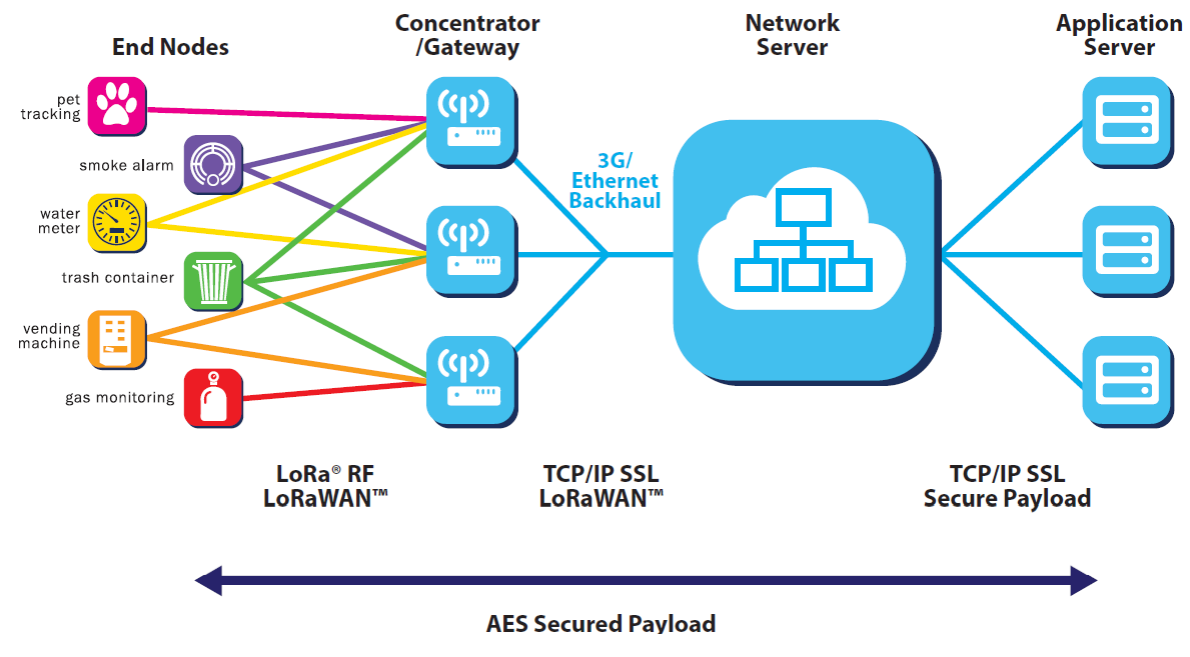 End Nodes
Concentrator
/Gateway
Network
Server
Application
Server
pet
tracking
smoke alarm
water
meter
trash container
vending
machine
gas monitoring
3G/
Ethernet
Backhaul
LoRa® RF
LoRaWAN™
TCP/IP SSL
LoRaWAN™
TCP/IP SSL
Secure Payload
AES Secured Payload